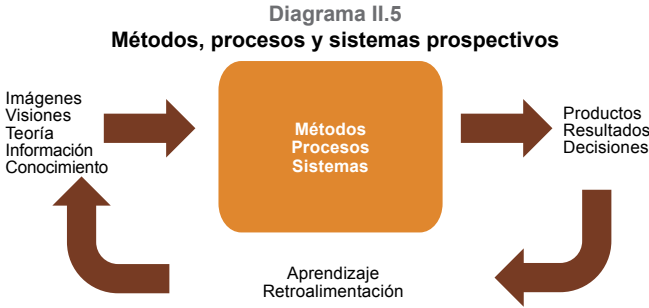 Diagrama II.5
Métodos, procesos y sistemas prospectivos
Imágenes
Visiones
Teoría
Información
Conocimiento
Métodos
Procesos
Sistemas
Productos
Resultados
Decisiones
Aprendizaje
Retroalimentación